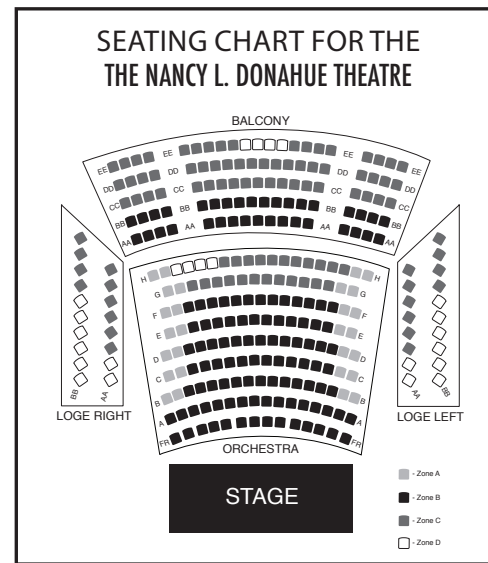 SEATING CHART FOR THE
THE NANCY L. DONAHUE THEATRE
BALCONY
EE EE EE EE
DD DD DD DD
CC CC CC CC
BB BB BB BB
AA AA AA AA
H H
G G
F F
E E
D D
C C
B B
A A
FR FR
BB AA
AA BB
LOGE RIGHT
LOGE LEFT
ORCHESTRA
STAGE
- Zone A
- Zone B
- Zone C
- Zone D